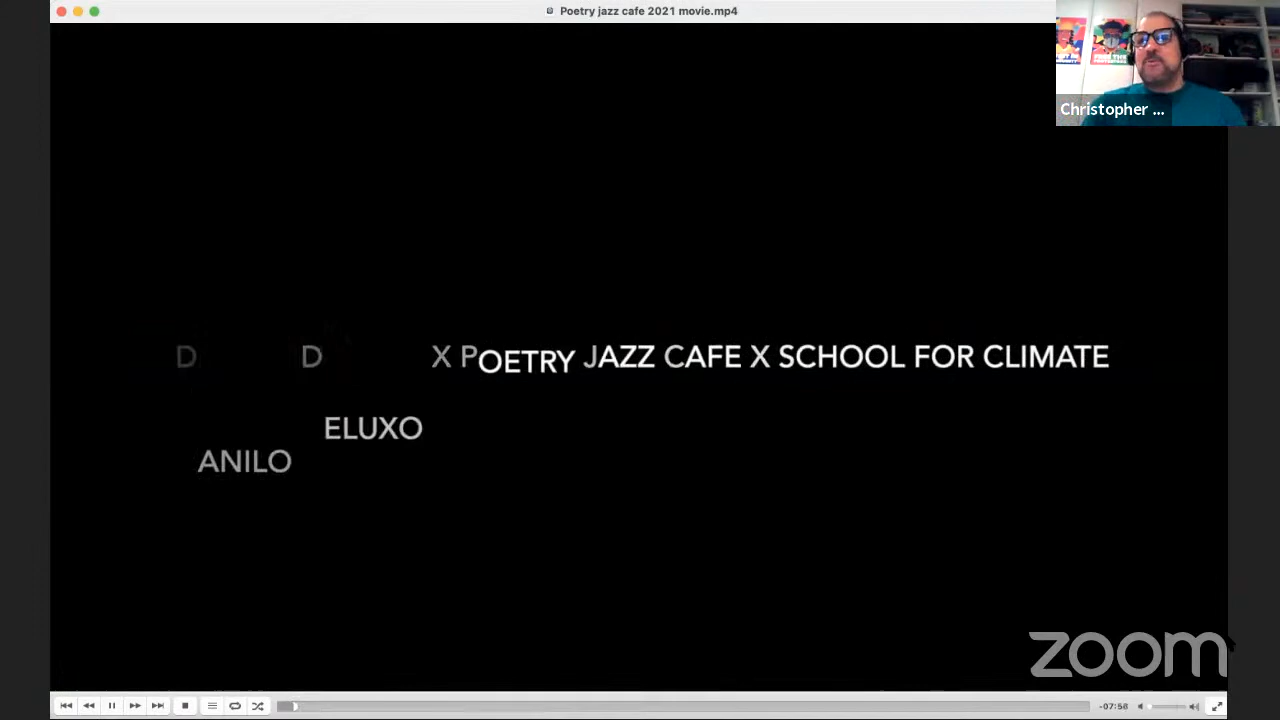 Poetry jazz cafe 2021 movie.mp4
Christopher ...
D D X POETRY JAZZ CAFE X SCHOOL FOR CLIMATE
ELUXO
ANILO
zoom
-07:58